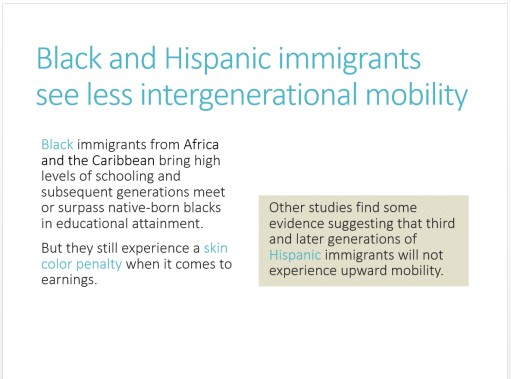 Black and Hispanic immigrants
see less intergenerational mobility
Black immigrants from Africa
and the Caribbean bring high
levels of schooling and
subsequent generations meet
or surpass native-born blacks
in educational attainment.
But they still experience a skin
color penalty when it comes to
earnings.
Other studies find some
evidence suggesting that third
and later generations of
Hispanic immigrants will not
experience upward mobility.